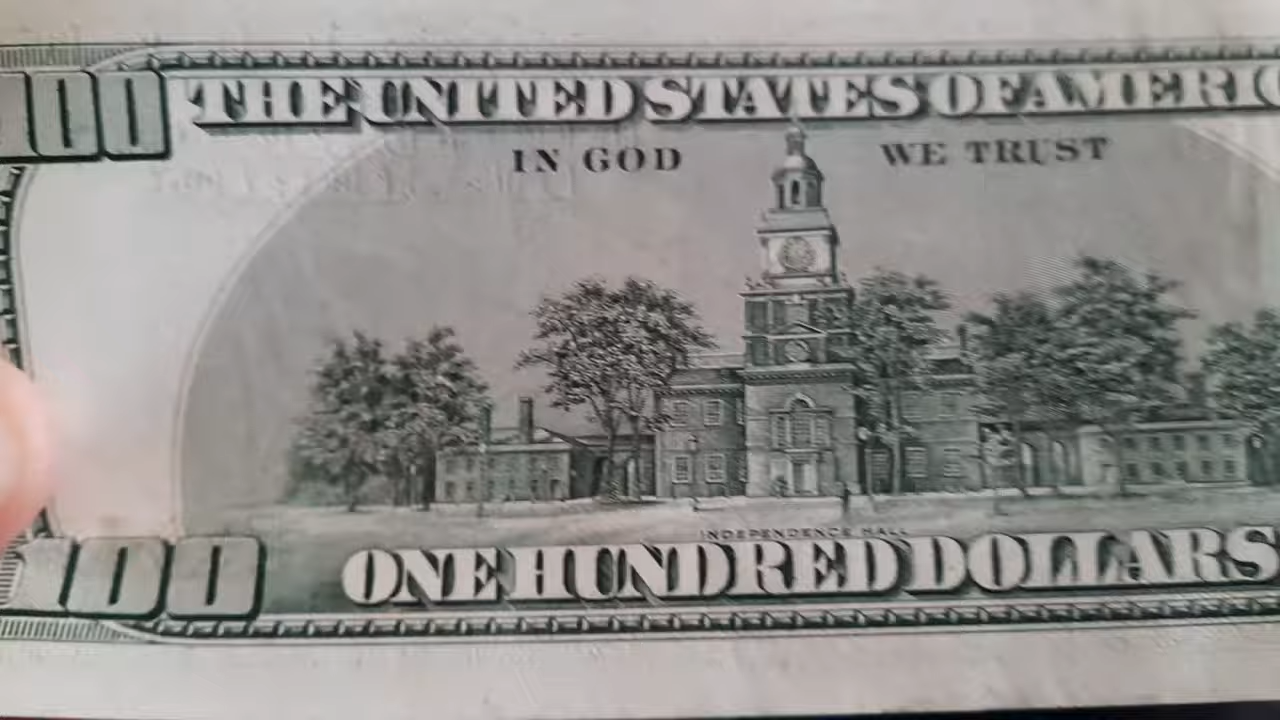 100
THE UNITED STATES OF AMERIC
IN GOD WE TRUST
INDEPENDENCE HALL
100
ONE HUNDRED DOLLARS